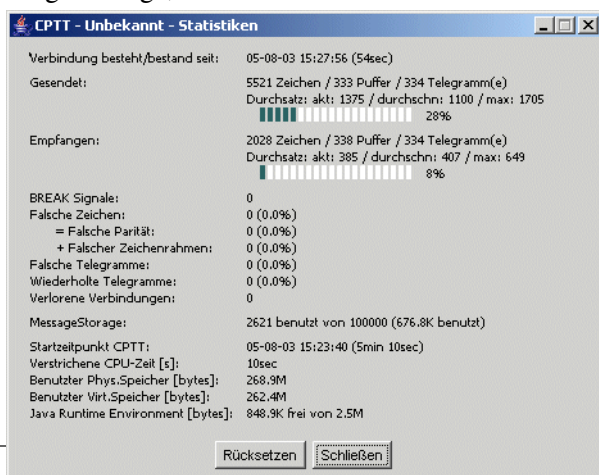 CPTT - Unbekannt - Statistiken
Verbindung besteht/bestand seit: 05-08-03 15:27:56 (54sec)
Gesendet: 5521 Zeichen / 333 Puffer / 334 Telegramm(e)
Durchsatz: akt: 1375 / durchschn: 1100 / max: 1705
28%
Empfangen: 2028 Zeichen / 338 Puffer / 334 Telegramm(e)
Durchsatz: akt: 385 / durchschn: 407 / max: 649
8%
BREAK Signale: 0
Falsche Zeichen: 0 (0.0%)
= Falsche Parität: 0 (0.0%)
+ Falscher Zeichenrahmen: 0 (0.0%)
Falsche Telegramme: 0 (0.0%)
Wiederholte Telegramme: 0 (0.0%)
Verlorene Verbindungen: 0
MessageStorage: 2621 benutzt von 100000 (676.8K benutzt)
Startzeitpunkt CPTT: 05-08-03 15:23:40 (5min 10sec)
Verstrichene CPU-Zeit [s]: 10sec
Benutzter Phys.Speicher [bytes]: 268.9M
Benutzter Virt.Speicher [bytes]: 262.4M
Java Runtime Environment [bytes]: 848.9K frei von 2.5M
Rücksetzen Schließen